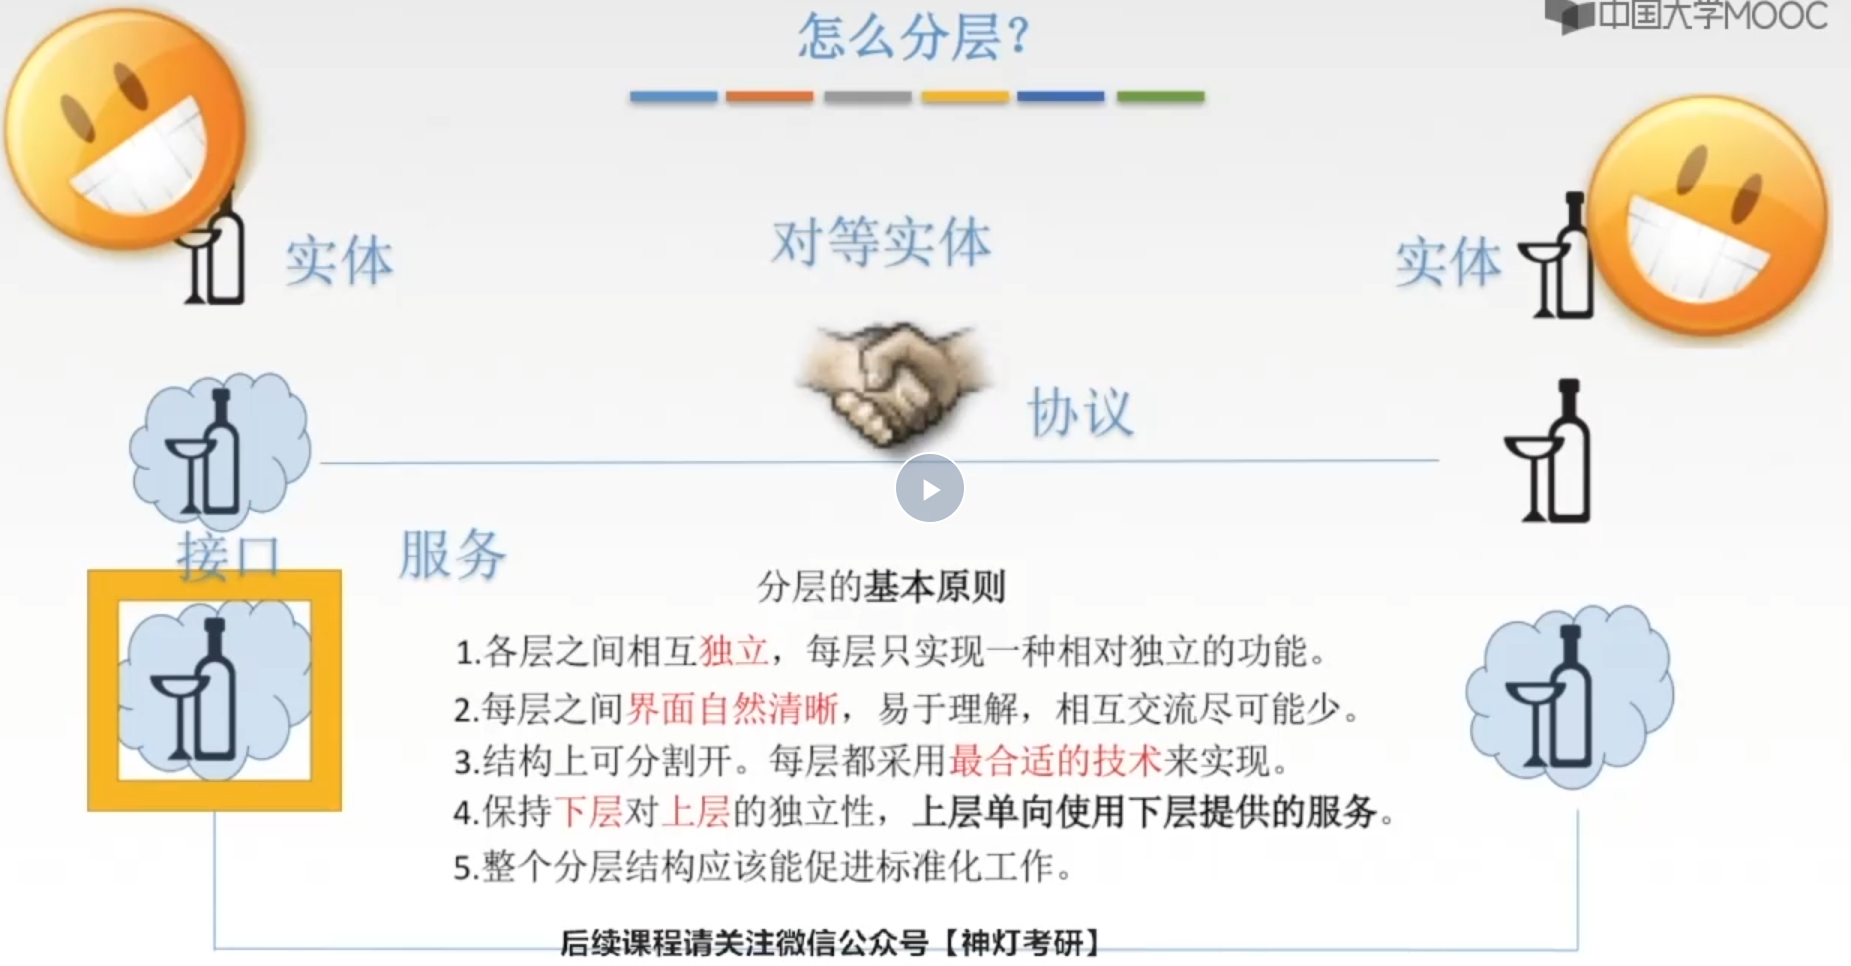 中国大学MOOC
怎么分层？
实体
对等实体
实体
协议
接口
服务
分层的基本原则
1.各层之间相互独立，每层只实现一种相对独立的功能。
2.每层之间界面自然清晰，易于理解，相互交流尽可能少。
3.结构上可分割开。每层都采用最合适的技术来实现。
4.保持下层对上层的独立性，上层单向使用下层提供的服务。
5.整个分层结构应该能促进标准化工作。
后续课程请关注微信公众号【神灯考研】